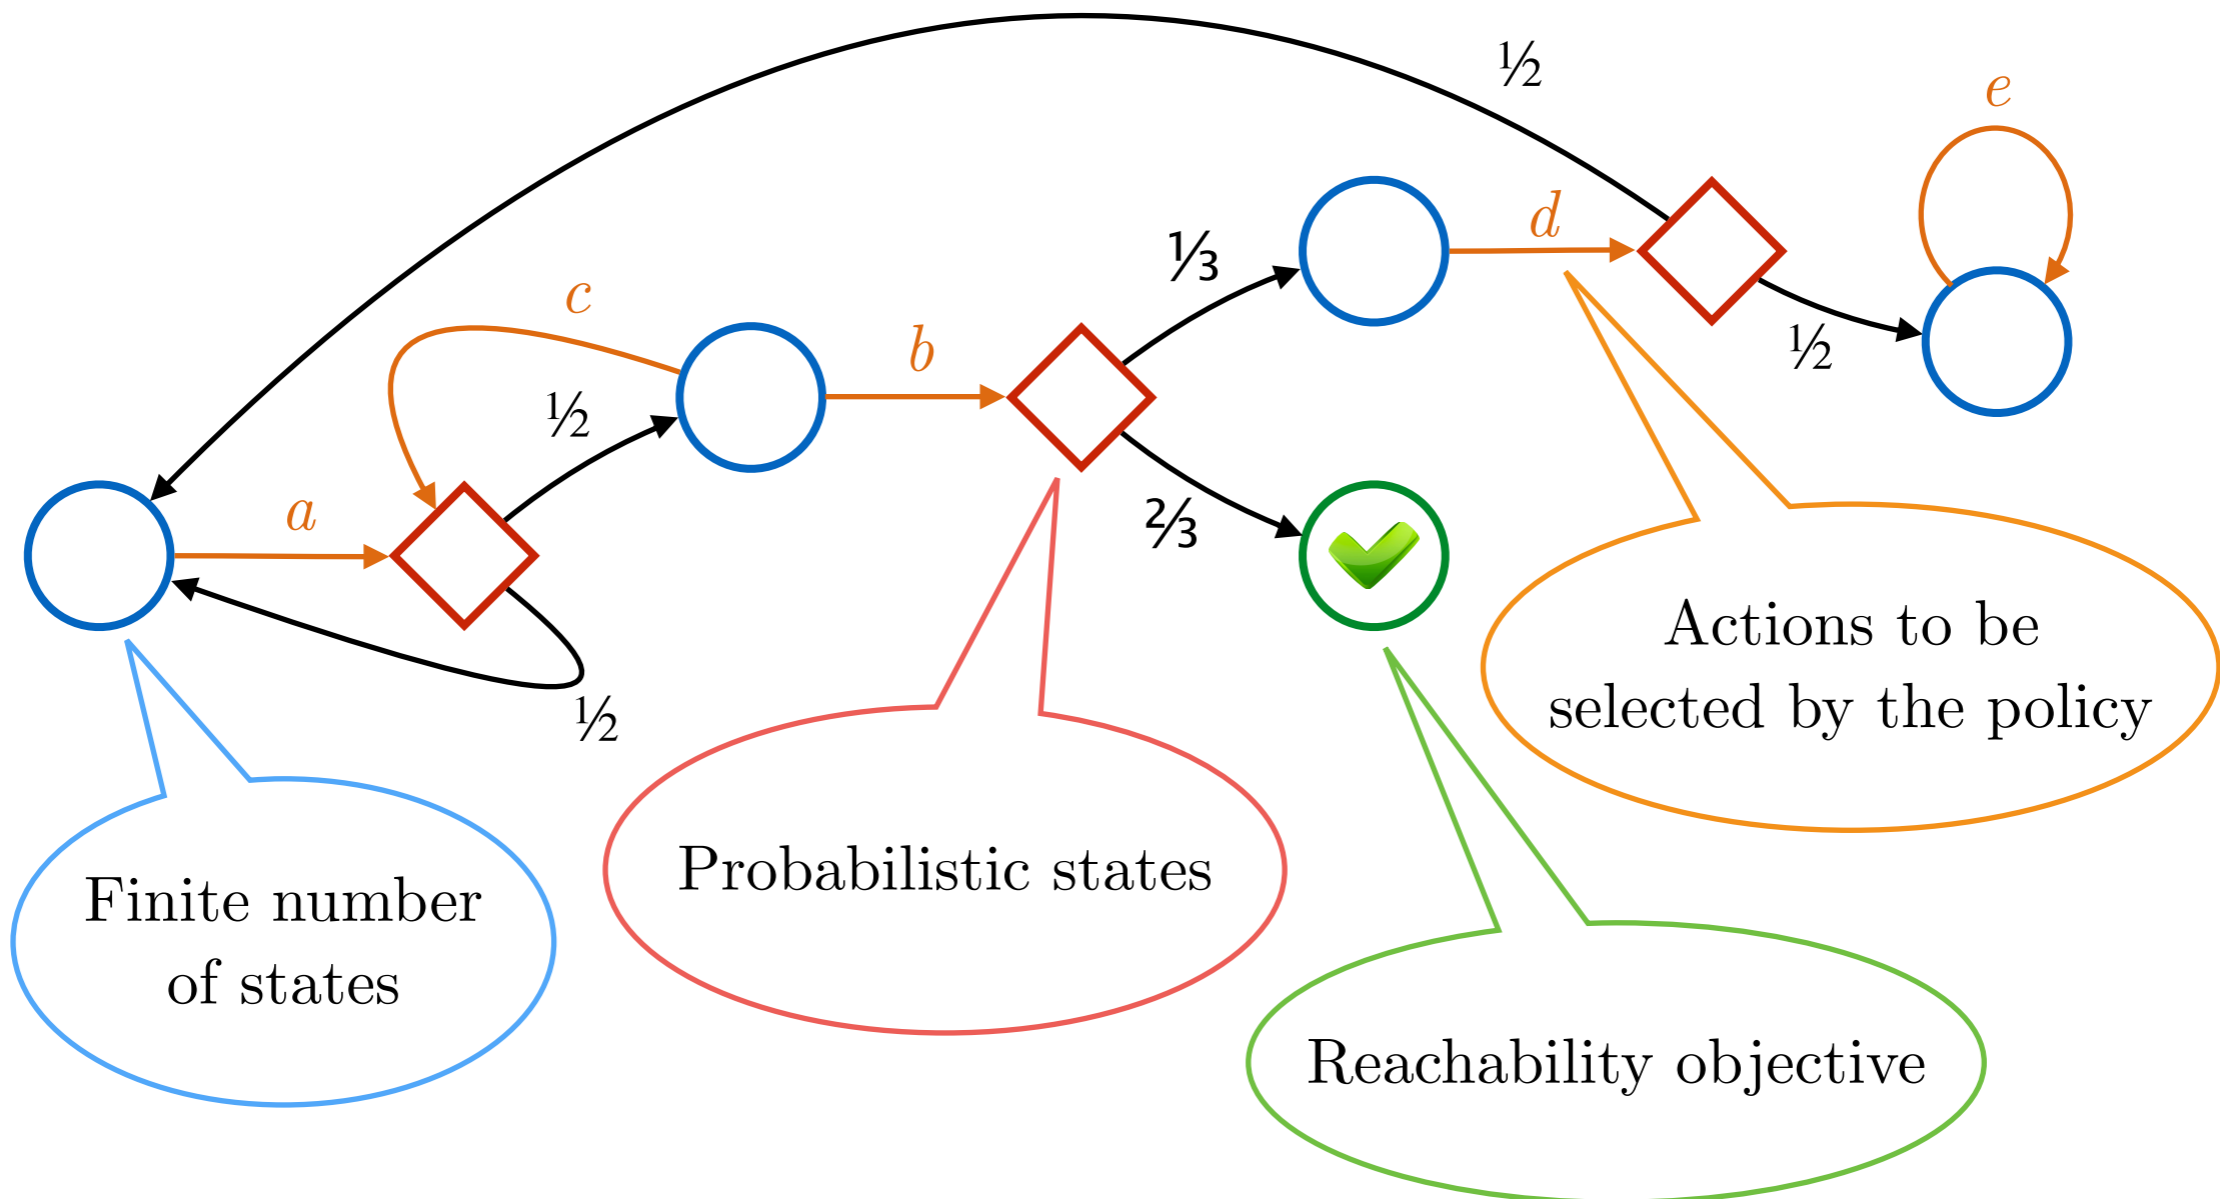 ½
e
d
⅓
c
b
½
½
a
⅔
½
Actions to be
selected by the policy
Probabilistic states
Finite number
of states
Reachability objective